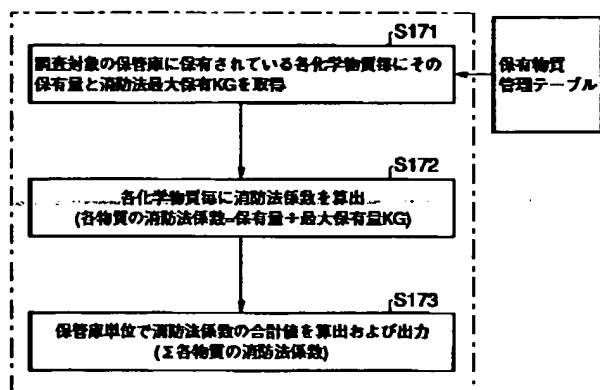 S171
調査対象の保管庫に保有されている各化学物質毎にその
保有量と消防法最大保有KGを取得
保有物質
管理テーブル
S172
各化学物質毎に消防法係数を算出
(各物質の消防法係数=保有量÷最大保有量KG)
S173
保管庫単位で消防法係数の合計値を算出および出力
(Σ各物質の消防法係数)